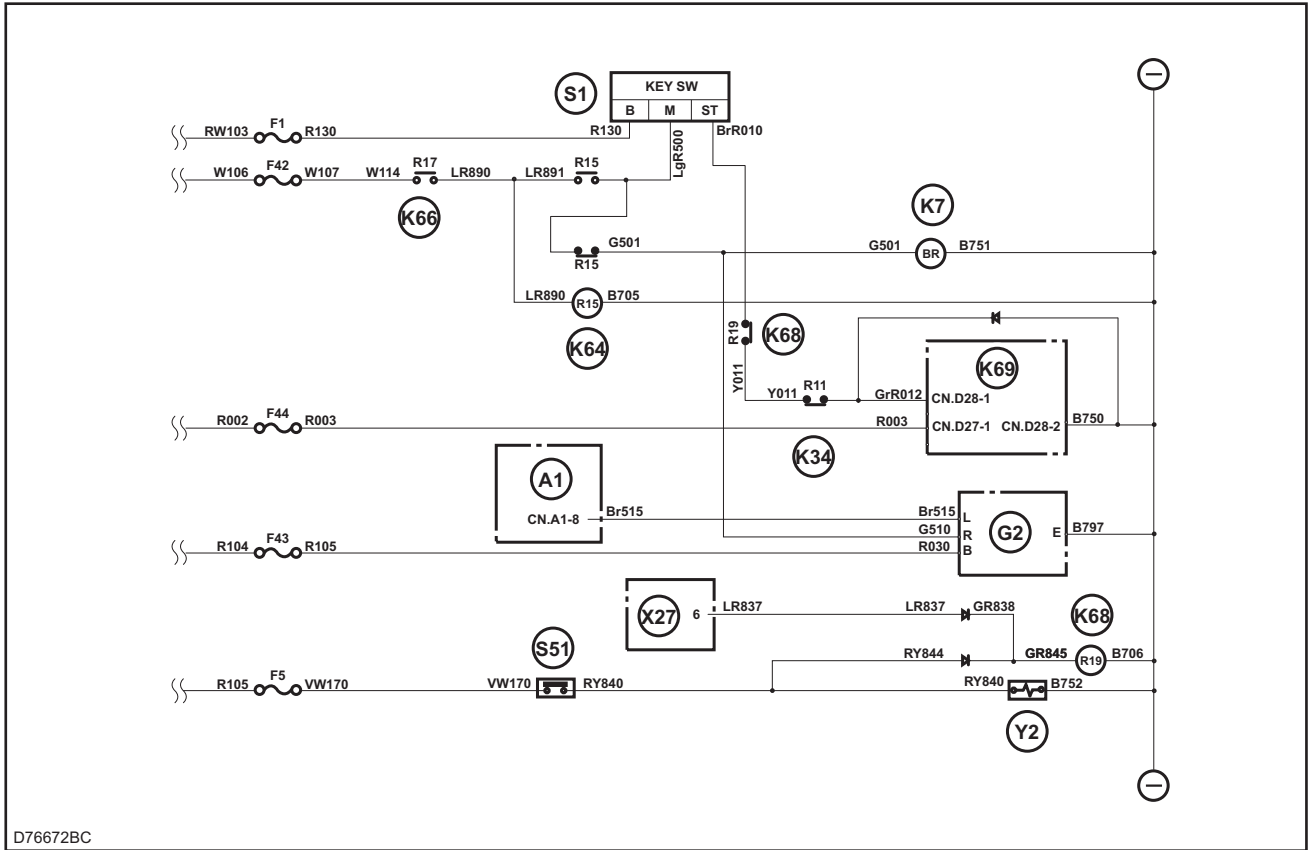 KEY SW
S1
B M ST
RW103 F1 R130 R130 BrR010
LgR500
W106 F42 W107 W114 R17 LR890 LR891 R15
K66
K7
G501 G501 BR B751
R15
LR890 R15 B705
K64
R19 K68
K69
Y011
Y011 R11 GrR012 CN.D28-1
R002 F44 R003 R003 CN.D27-1 CN.D28-2 B750
K34
A1
CN.A1-8 Br515 Br515 L
G510 R G2 E B797
R104 F43 R105 R030 B
X27 6 LR837 LR837 GR838
K68
S51
RY844 GR845 R19 B706
R105 F5 VW170 VW170 RY840 RY840 B752
Y2
D76672BC